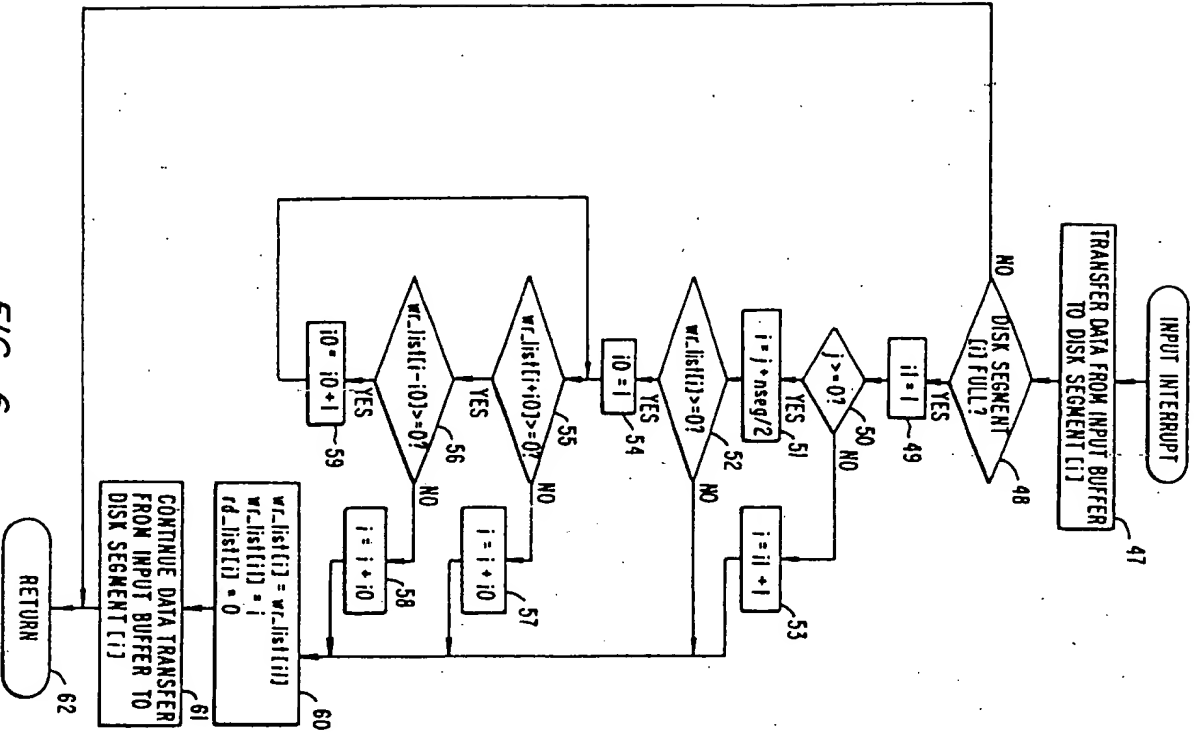 INPUT INTERRUPT
TRANSFER DATA FROM INPUT BUFFER
TO DISK SEGMENT [i]
47
DISK SEGMENT
[i] FULL?
48
NO
YES
i1 = i
49
j >= 0?
50
NO
YES
i = j + nseg/2
51
i = i1 + 1
53
wr_list[i] >= 0?
52
NO
YES
i0 = 1
54
wr_list[i+i0] >= 0?
55
NO
YES
i = i + i0
57
wr_list[i-i0] >= 0?
56
NO
YES
i = i + i0
58
i0 = i0 + 1
59
wr_list[i] = wr_list[i1]
wr_list[i1] = i
rd_list[i] = 0
60
CONTINUE DATA TRANSFER
FROM INPUT BUFFER TO
DISK SEGMENT [i]
61
RETURN
62